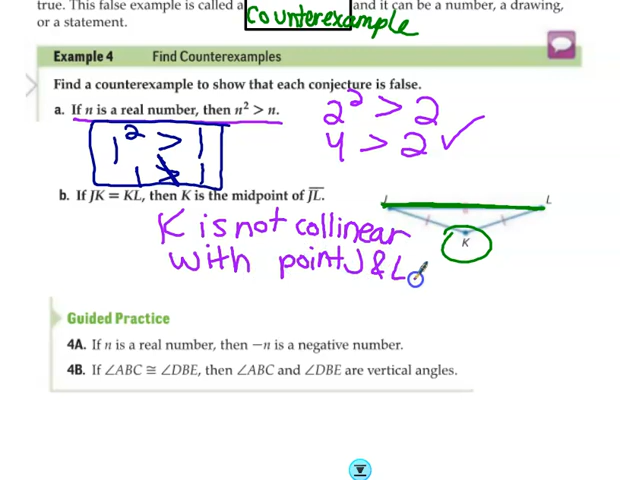 true. This false example is called a counterexample and it can be a number, a drawing,
or a statement.
Example 4 Find Counterexamples
Find a counterexample to show that each conjecture is false.
a. If n is a real number, then n² > n.
2² > 2
4 > 2 ✓
1² > 1
1 ≯ 1
b. If JK = KL, then K is the midpoint of J̅L̅.
J L
K
K is not collinear
with point J & L
Guided Practice
4A. If n is a real number, then −n is a negative number.
4B. If ∠ABC ≅ ∠DBE, then ∠ABC and ∠DBE are vertical angles.